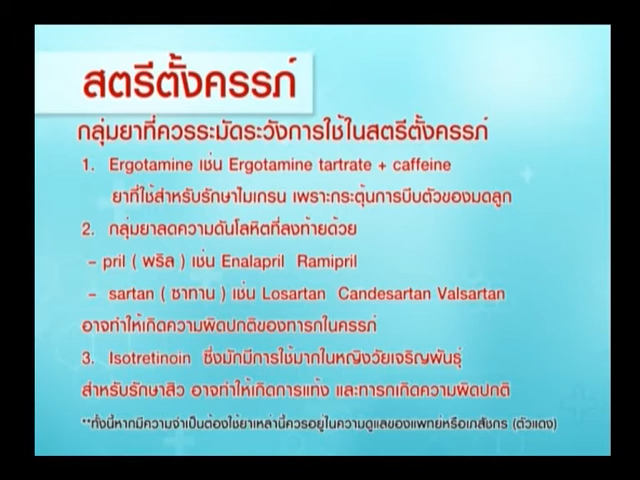 สตรีตั้งครรภ์
กลุ่มยาที่ควรระมัดระวังการใช้ในสตรีตั้งครรภ์
1. Ergotamine เช่น Ergotamine tartrate + caffeine
ยาที่ใช้สำหรับรักษาไมเกรน เพราะกระตุ้นการบีบตัวของมดลูก
2. กลุ่มยาลดความดันโลหิตที่ลงท้ายด้วย
– pril ( พริล ) เช่น Enalapril Ramipril
– sartan ( ซาทาน ) เช่น Losartan Candesartan Valsartan
อาจทำให้เกิดความผิดปกติของทารกในครรภ์
3. Isotretinoin ซึ่งมักมีการใช้มากในหญิงวัยเจริญพันธุ์
สำหรับรักษาสิว อาจทำให้เกิดการแท้ง และทารกเกิดความผิดปกติ
**ทั้งนี้หากมีความจำเป็นต้องใช้ยาเหล่านี้ควรอยู่ในความดูแลของแพทย์หรือเภสัชกร (ตัวแดง)